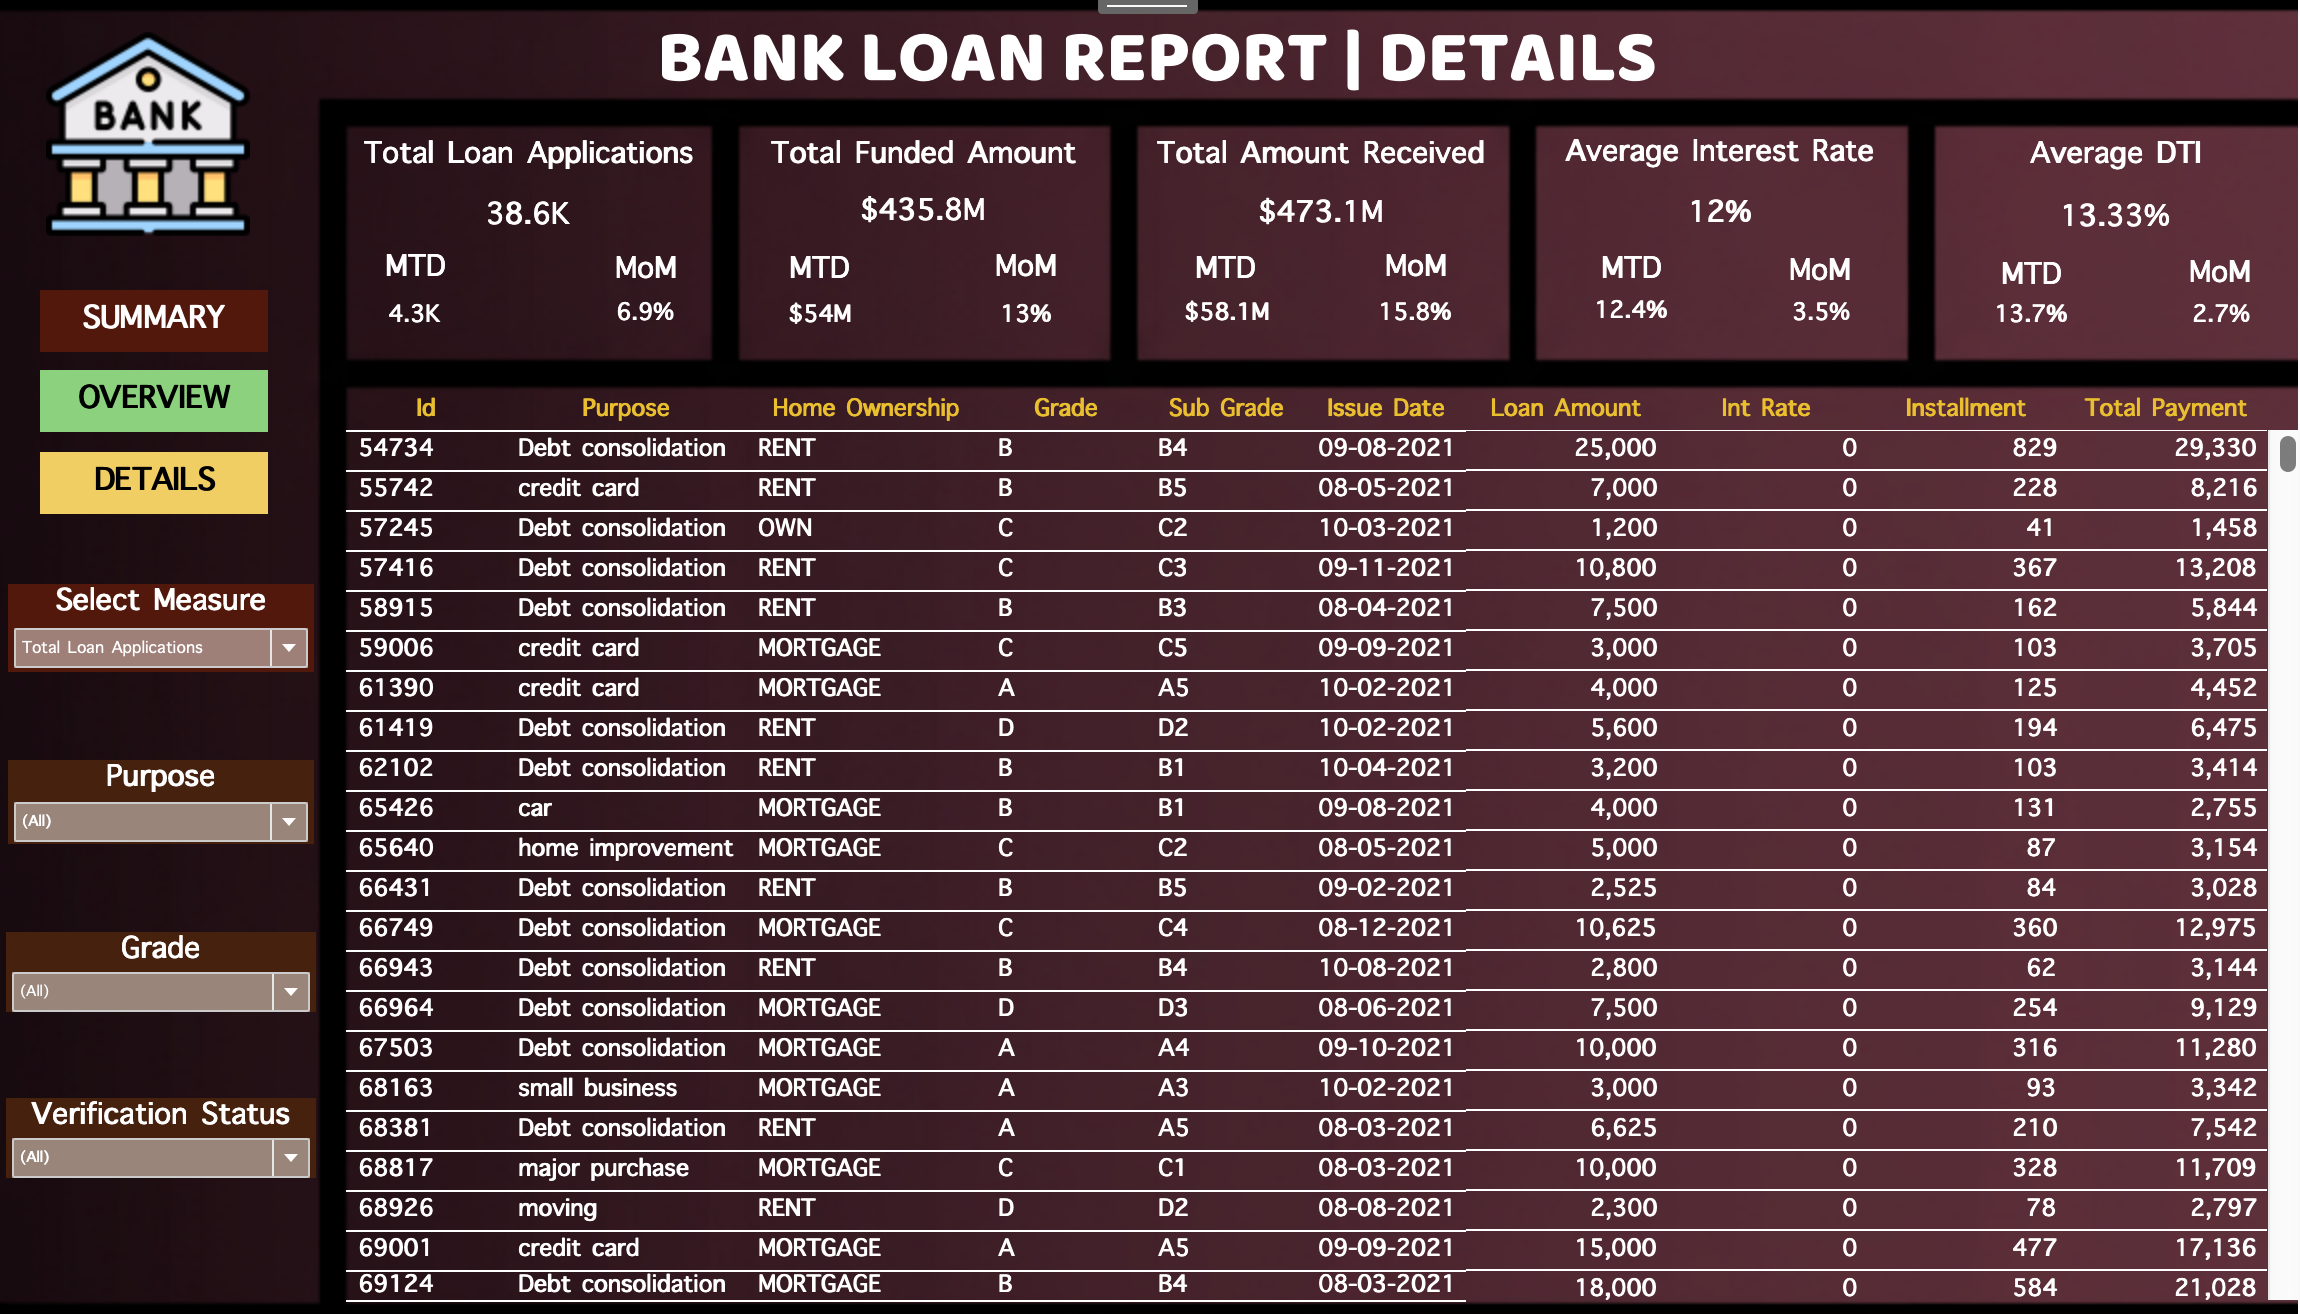 BANK LOAN REPORT | DETAILS
BANK
SUMMARY
OVERVIEW
DETAILS
Select Measure
Total Loan Applications
Purpose
(All)
Grade
(All)
Verification Status
(All)
Total Loan Applications
38.6K
MTD MoM
4.3K 6.9%
Total Funded Amount
$435.8M
MTD MoM
$54M 13%
Total Amount Received
$473.1M
MTD MoM
$58.1M 15.8%
Average Interest Rate
12%
MTD MoM
12.4% 3.5%
Average DTI
13.33%
MTD MoM
13.7% 2.7%
Id Purpose Home Ownership Grade Sub Grade Issue Date Loan Amount Int Rate Installment Total Payment
54734 Debt consolidation RENT B B4 09-08-2021 25,000 0 829 29,330
55742 credit card RENT B B5 08-05-2021 7,000 0 228 8,216
57245 Debt consolidation OWN C C2 10-03-2021 1,200 0 41 1,458
57416 Debt consolidation RENT C C3 09-11-2021 10,800 0 367 13,208
58915 Debt consolidation RENT B B3 08-04-2021 7,500 0 162 5,844
59006 credit card MORTGAGE C C5 09-09-2021 3,000 0 103 3,705
61390 credit card MORTGAGE A A5 10-02-2021 4,000 0 125 4,452
61419 Debt consolidation RENT D D2 10-02-2021 5,600 0 194 6,475
62102 Debt consolidation RENT B B1 10-04-2021 3,200 0 103 3,414
65426 car MORTGAGE B B1 09-08-2021 4,000 0 131 2,755
65640 home improvement MORTGAGE C C2 08-05-2021 5,000 0 87 3,154
66431 Debt consolidation RENT B B5 09-02-2021 2,525 0 84 3,028
66749 Debt consolidation MORTGAGE C C4 08-12-2021 10,625 0 360 12,975
66943 Debt consolidation RENT B B4 10-08-2021 2,800 0 62 3,144
66964 Debt consolidation MORTGAGE D D3 08-06-2021 7,500 0 254 9,129
67503 Debt consolidation MORTGAGE A A4 09-10-2021 10,000 0 316 11,280
68163 small business MORTGAGE A A3 10-02-2021 3,000 0 93 3,342
68381 Debt consolidation RENT A A5 08-03-2021 6,625 0 210 7,542
68817 major purchase MORTGAGE C C1 08-03-2021 10,000 0 328 11,709
68926 moving RENT D D2 08-08-2021 2,300 0 78 2,797
69001 credit card MORTGAGE A A5 09-09-2021 15,000 0 477 17,136
69124 Debt consolidation MORTGAGE B B4 08-03-2021 18,000 0 584 21,028